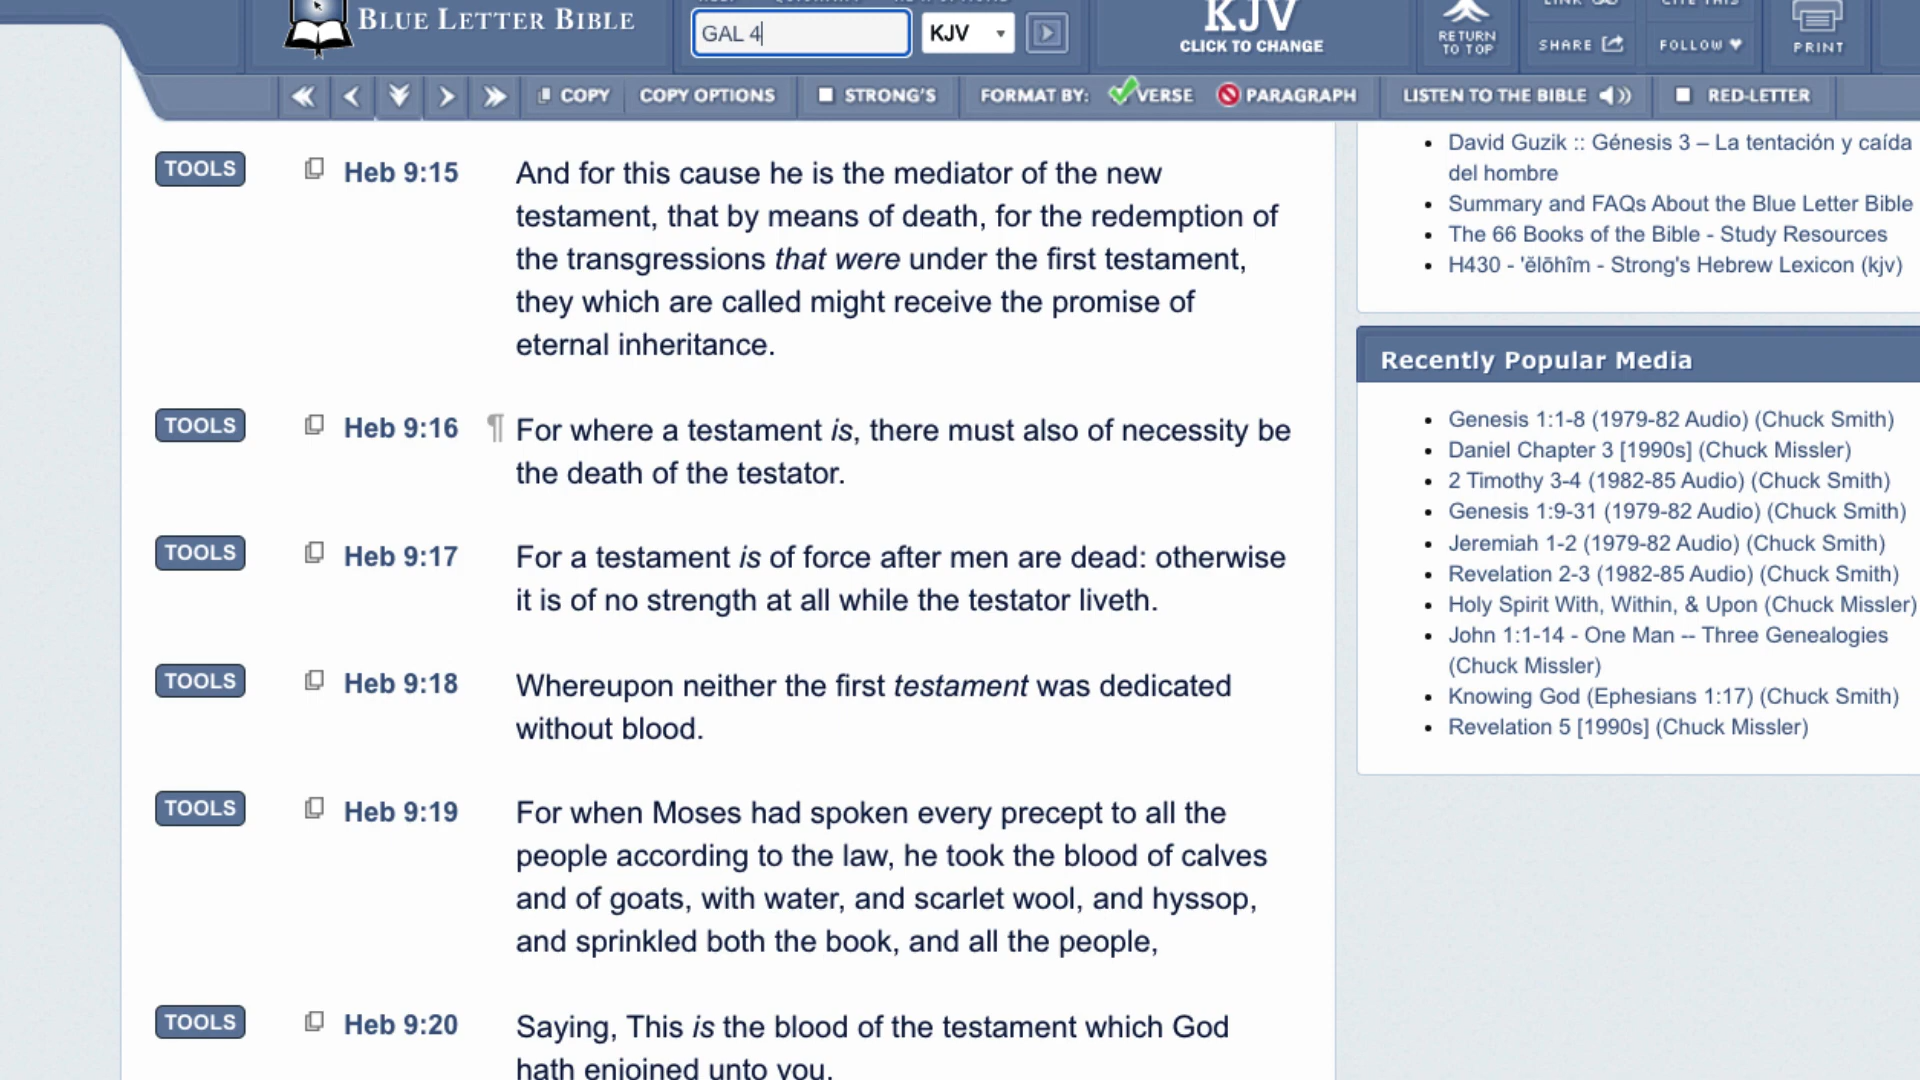 BLUE LETTER BIBLE
GAL 4
KJV
KJV
CLICK TO CHANGE
RETURN
TO TOP
LINK
SHARE
CITE THIS
FOLLOW
PRINT
COPY
COPY OPTIONS
STRONG'S
FORMAT BY:
VERSE
PARAGRAPH
LISTEN TO THE BIBLE
RED-LETTER
TOOLS
Heb 9:15
And for this cause he is the mediator of the new
testament, that by means of death, for the redemption of
the transgressions that were under the first testament,
they which are called might receive the promise of
eternal inheritance.
TOOLS
Heb 9:16
¶ For where a testament is, there must also of necessity be
the death of the testator.
TOOLS
Heb 9:17
For a testament is of force after men are dead: otherwise
it is of no strength at all while the testator liveth.
TOOLS
Heb 9:18
Whereupon neither the first testament was dedicated
without blood.
TOOLS
Heb 9:19
For when Moses had spoken every precept to all the
people according to the law, he took the blood of calves
and of goats, with water, and scarlet wool, and hyssop,
and sprinkled both the book, and all the people,
TOOLS
Heb 9:20
Saying, This is the blood of the testament which God
hath enjoined unto you.
• David Guzik :: Génesis 3 – La tentación y caída
del hombre
• Summary and FAQs About the Blue Letter Bible
• The 66 Books of the Bible - Study Resources
• H430 - 'ĕlōhîm - Strong's Hebrew Lexicon (kjv)
Recently Popular Media
• Genesis 1:1-8 (1979-82 Audio) (Chuck Smith)
• Daniel Chapter 3 [1990s] (Chuck Missler)
• 2 Timothy 3-4 (1982-85 Audio) (Chuck Smith)
• Genesis 1:9-31 (1979-82 Audio) (Chuck Smith)
• Jeremiah 1-2 (1979-82 Audio) (Chuck Smith)
• Revelation 2-3 (1982-85 Audio) (Chuck Smith)
• Holy Spirit With, Within, & Upon (Chuck Missler)
• John 1:1-14 - One Man -- Three Genealogies
(Chuck Missler)
• Knowing God (Ephesians 1:17) (Chuck Smith)
• Revelation 5 [1990s] (Chuck Missler)